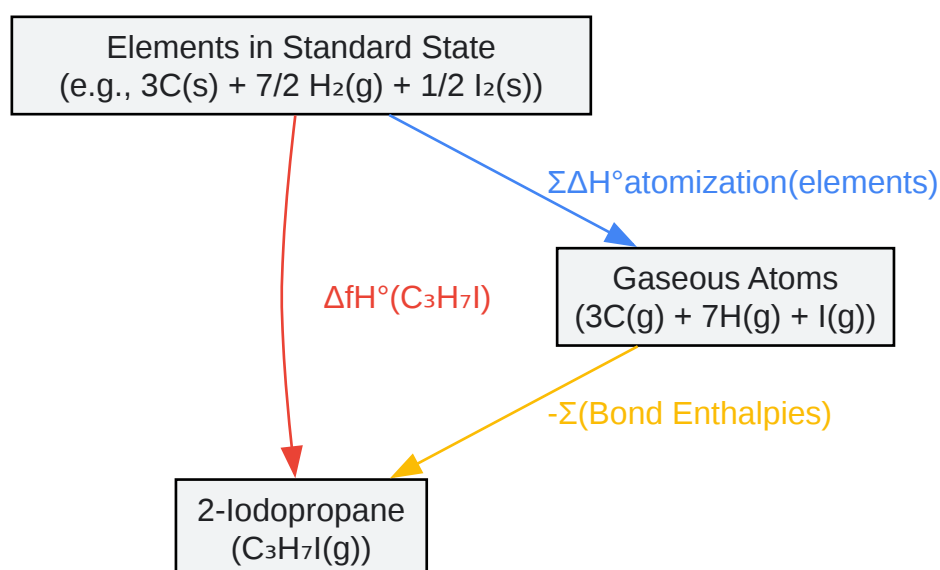 Elements in Standard State
(e.g., 3C(s) + 7/2 H₂(g) + 1/2 I₂(s))
ΣΔH°atomization(elements)
Gaseous Atoms
(3C(g) + 7H(g) + I(g))
ΔfH°(C₃H₇I)
-Σ(Bond Enthalpies)
2-Iodopropane
(C₃H₇I(g))